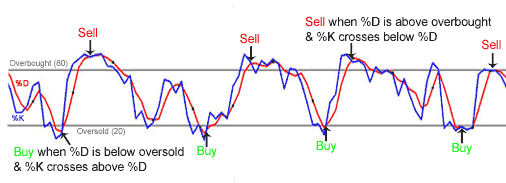 Sell
Sell
Sell when %D is above overbought
& %K crosses below %D
Sell
Overbought (80)
%D
%K
Oversold (20)
Buy when %D is below oversold
& %K crosses above %D
Buy
Buy
Buy